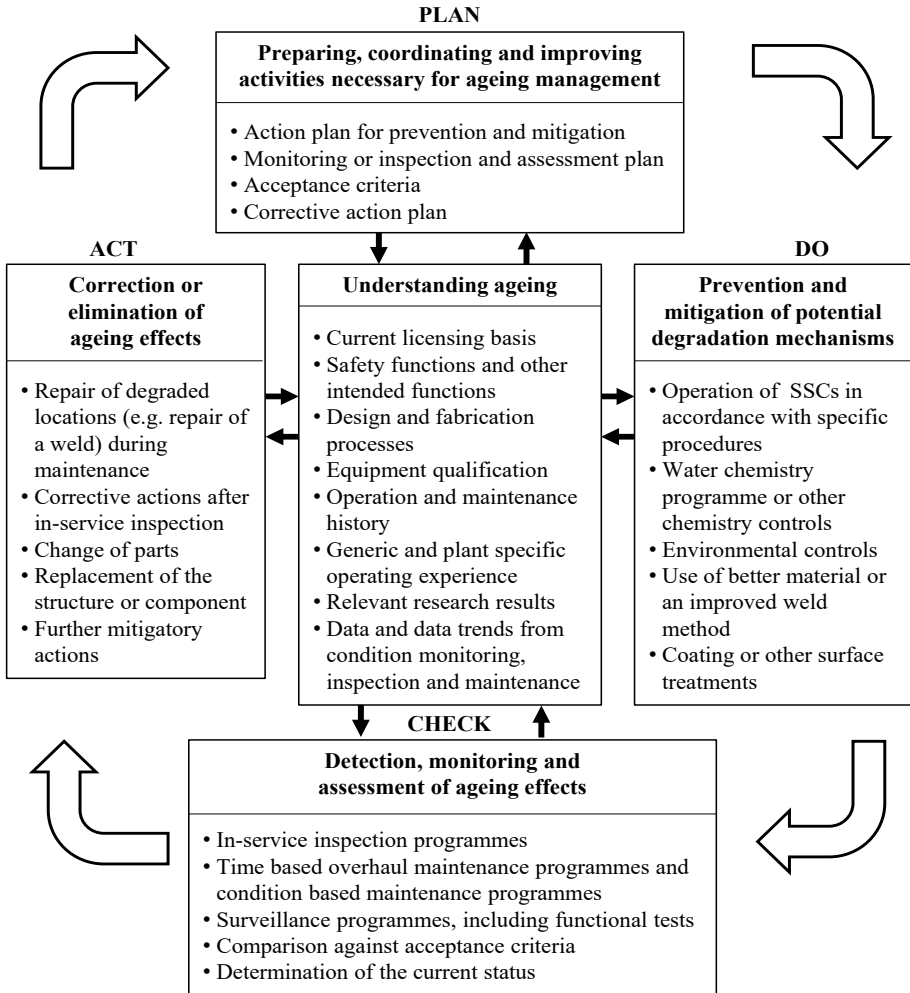 PLAN
Preparing, coordinating and improving
activities necessary for ageing management
• Action plan for prevention and mitigation
• Monitoring or inspection and assessment plan
• Acceptance criteria
• Corrective action plan
ACT
Correction or
elimination of
ageing effects
• Repair of degraded
locations (e.g. repair of
a weld) during
maintenance
• Corrective actions after
in-service inspection
• Change of parts
• Replacement of the
structure or component
• Further mitigatory
actions
Understanding ageing
• Current licensing basis
• Safety functions and other
intended functions
• Design and fabrication
processes
• Equipment qualification
• Operation and maintenance
history
• Generic and plant specific
operating experience
• Relevant research results
• Data and data trends from
condition monitoring,
inspection and maintenance
DO
Prevention and
mitigation of potential
degradation mechanisms
• Operation of SSCs in
accordance with specific
procedures
• Water chemistry
programme or other
chemistry controls
• Environmental controls
• Use of better material or
an improved weld
method
• Coating or other surface
treatments
CHECK
Detection, monitoring and
assessment of ageing effects
• In-service inspection programmes
• Time based overhaul maintenance programmes and
condition based maintenance programmes
• Surveillance programmes, including functional tests
• Comparison against acceptance criteria
• Determination of the current status